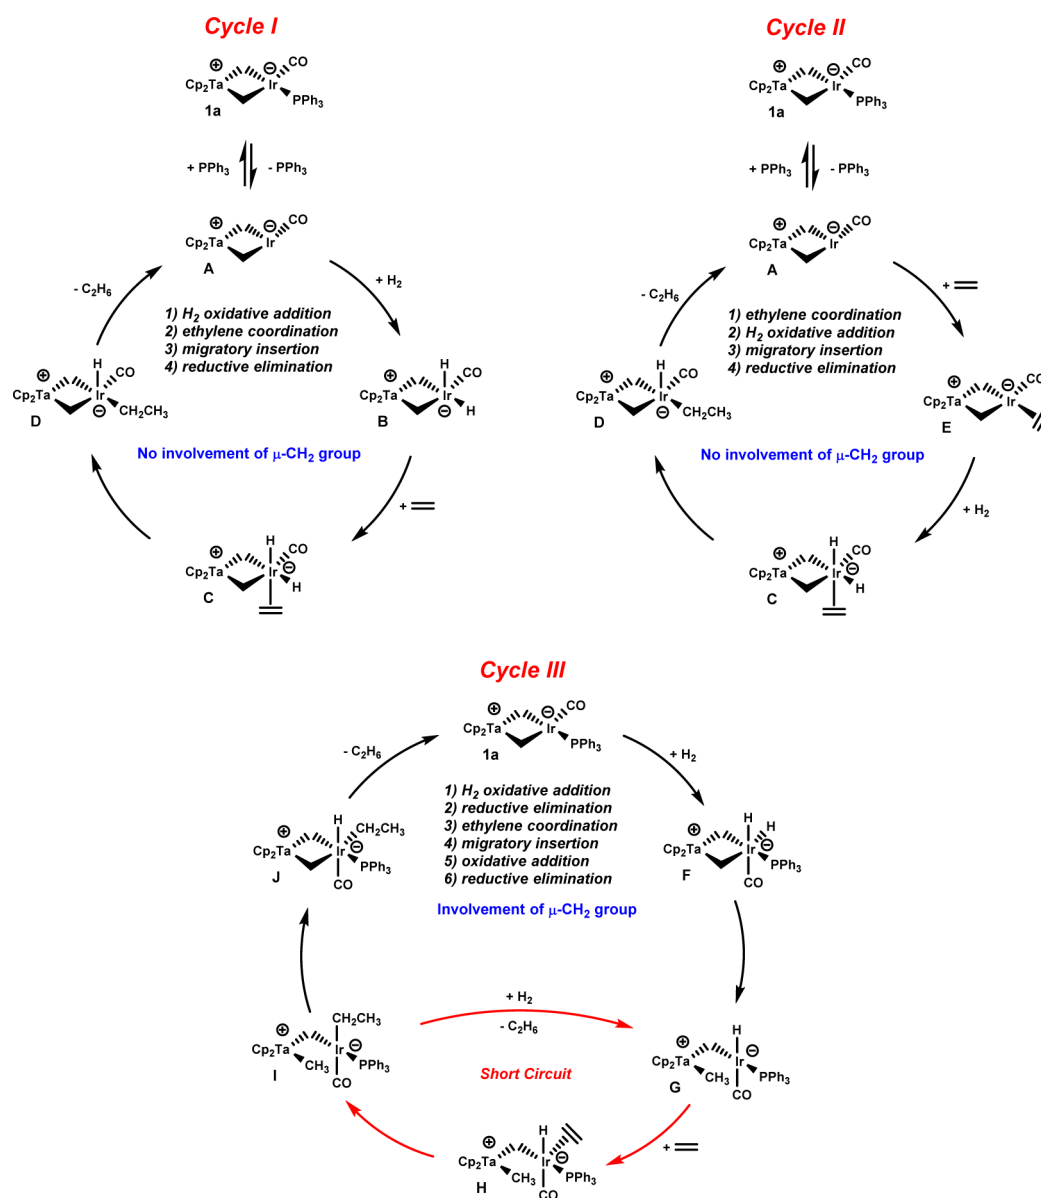 Cycle I
⊕
⊖
CO
Cp2Ta
Ir
PPh3
1a
+ PPh3
- PPh3
⊕
⊖
CO
Cp2Ta
Ir
A
- C2H6
+ H2
1) H2 oxidative addition
2) ethylene coordination
3) migratory insertion
4) reductive elimination
H
⊕
CO
Cp2Ta
Ir
⊖
CH2CH3
D
⊕
H
CO
Cp2Ta
Ir
⊖
H
B
No involvement of μ-CH2 group
+
H
⊕
CO
Cp2Ta
Ir
⊖
H
C
Cycle II
⊕
⊖
CO
Cp2Ta
Ir
PPh3
1a
+ PPh3
- PPh3
⊕
⊖
CO
Cp2Ta
Ir
A
- C2H6
+
1) ethylene coordination
2) H2 oxidative addition
3) migratory insertion
4) reductive elimination
H
⊕
CO
Cp2Ta
Ir
⊖
CH2CH3
D
⊕
⊖
CO
Cp2Ta
Ir
E
No involvement of μ-CH2 group
+ H2
H
⊕
CO
Cp2Ta
Ir
⊖
H
C
Cycle III
⊕
⊖
CO
Cp2Ta
Ir
PPh3
1a
- C2H6
+ H2
1) H2 oxidative addition
2) reductive elimination
3) ethylene coordination
4) migratory insertion
5) oxidative addition
6) reductive elimination
Involvement of μ-CH2 group
H
CH2CH3
⊕
Cp2Ta
Ir
⊖
PPh3
CO
J
H
H
⊕
Cp2Ta
Ir
⊖
PPh3
CO
F
+ H2
- C2H6
Short Circuit
CH2CH3
⊕
Cp2Ta
Ir
⊖
CH3
PPh3
CO
I
H
⊕
Cp2Ta
Ir
⊖
CH3
PPh3
CO
G
+
H
⊕
Cp2Ta
Ir
⊖
CH3
PPh3
CO
H